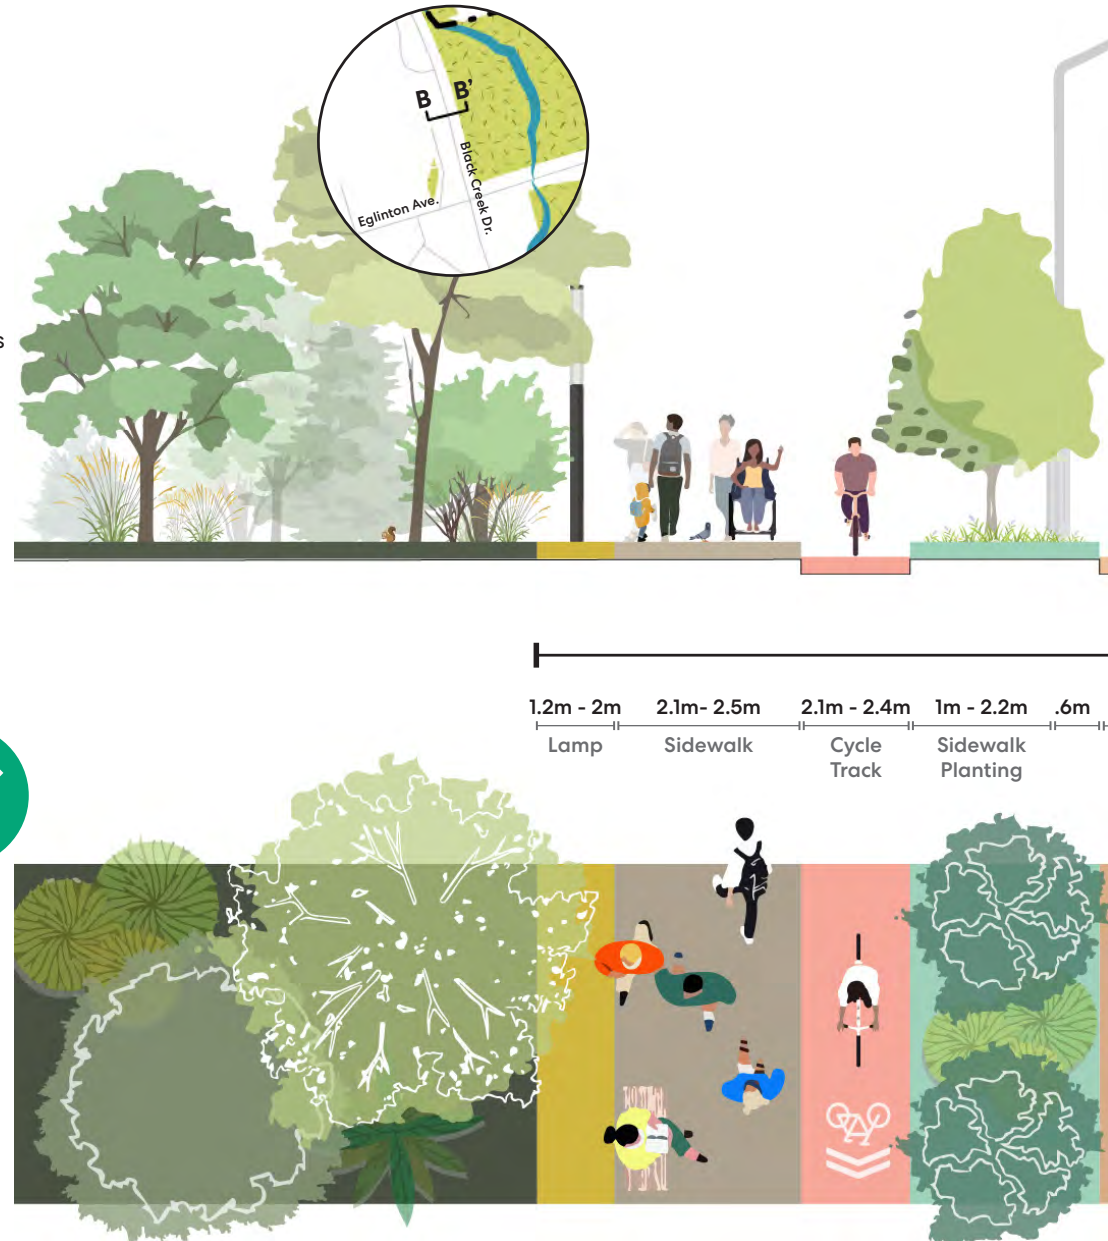 B B'
Black Creek Dr.
Eglinton Ave.
s
1.2m - 2m 2.1m- 2.5m 2.1m - 2.4m 1m - 2.2m .6m
Lamp Sidewalk Cycle Sidewalk
Track Planting